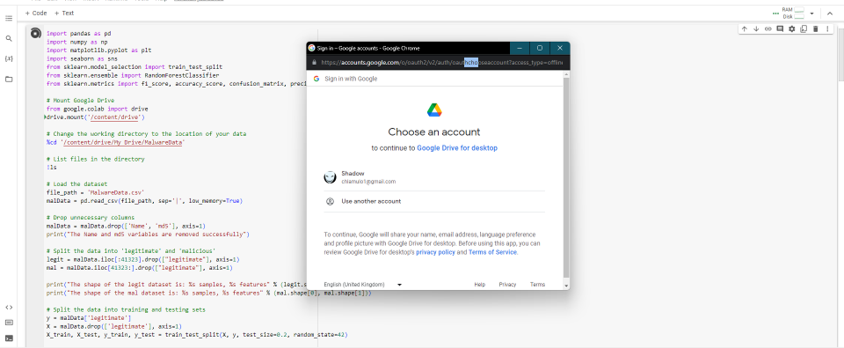 + Code + Text
RAM
Disk
import pandas as pd
import numpy as np
import matplotlib.pyplot as plt
import seaborn as sns
from sklearn.model_selection import train_test_split
from sklearn.ensemble import RandomForestClassifier
from sklearn.metrics import f1_score, accuracy_score, confusion_matrix, preci
# Mount Google Drive
from google.colab import drive
drive.mount('/content/drive')
# Change the working directory to the location of your data
%cd '/content/drive/My Drive/MalwareData'
# List files in the directory
!ls
# Load the dataset
file_path = 'MalwareData.csv'
malData = pd.read_csv(file_path, sep='|', low_memory=True)
# Drop unnecessary columns
malData = malData.drop(['Name', 'md5'], axis=1)
print("The Name and md5 variables are removed successfully")
# Split the data into 'legitimate' and 'malicious'
legit = malData.iloc[:41323].drop(["legitimate"], axis=1)
mal = malData.iloc[41323:].drop(["legitimate"], axis=1)
print("The shape of the legit dataset is: %s samples, %s features" % (legit.s
print("The shape of the mal dataset is: %s samples, %s features" % (mal.shape[0], mal.shape[1]))
# Split the data into training and testing sets
y = malData['legitimate']
X = malData.drop(['legitimate'], axis=1)
X_train, X_test, y_train, y_test = train_test_split(X, y, test_size=0.2, random_state=42)
Sign in – Google accounts - Google Chrome
https://accounts.google.com/o/oauth2/v2/auth/oauthchooseaccount?access_type=offlin
Sign in with Google
Choose an account
to continue to Google Drive for desktop
Shadow
Use another account
To continue, Google will share your name, email address, language preference
and profile picture with Google Drive for desktop. Before using this app, you can
review Google Drive for desktop's privacy policy and Terms of Service.
English (United Kingdom)
Help Privacy Terms